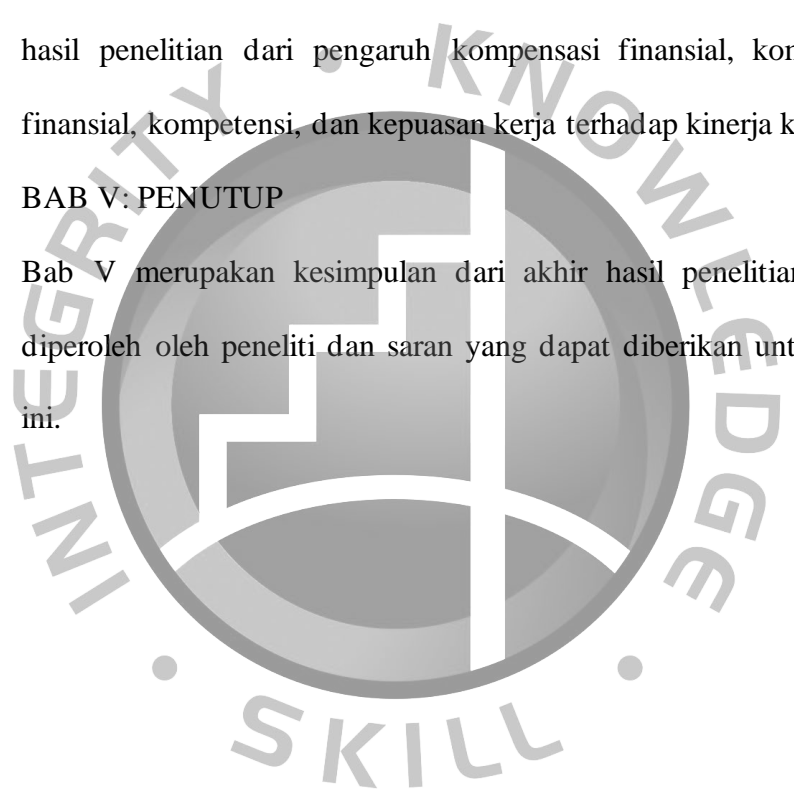 hasil penelitian dari pengaruh kompensasi finansial, kom
finansial, kompetensi, dan kepuasan kerja terhadap kinerja k
BAB V: PENUTUP
Bab V merupakan kesimpulan dari akhir hasil penelitian
diperoleh oleh peneliti dan saran yang dapat diberikan unt
ini.
INTEGRITY • KNOWLEDGE • SKILL •